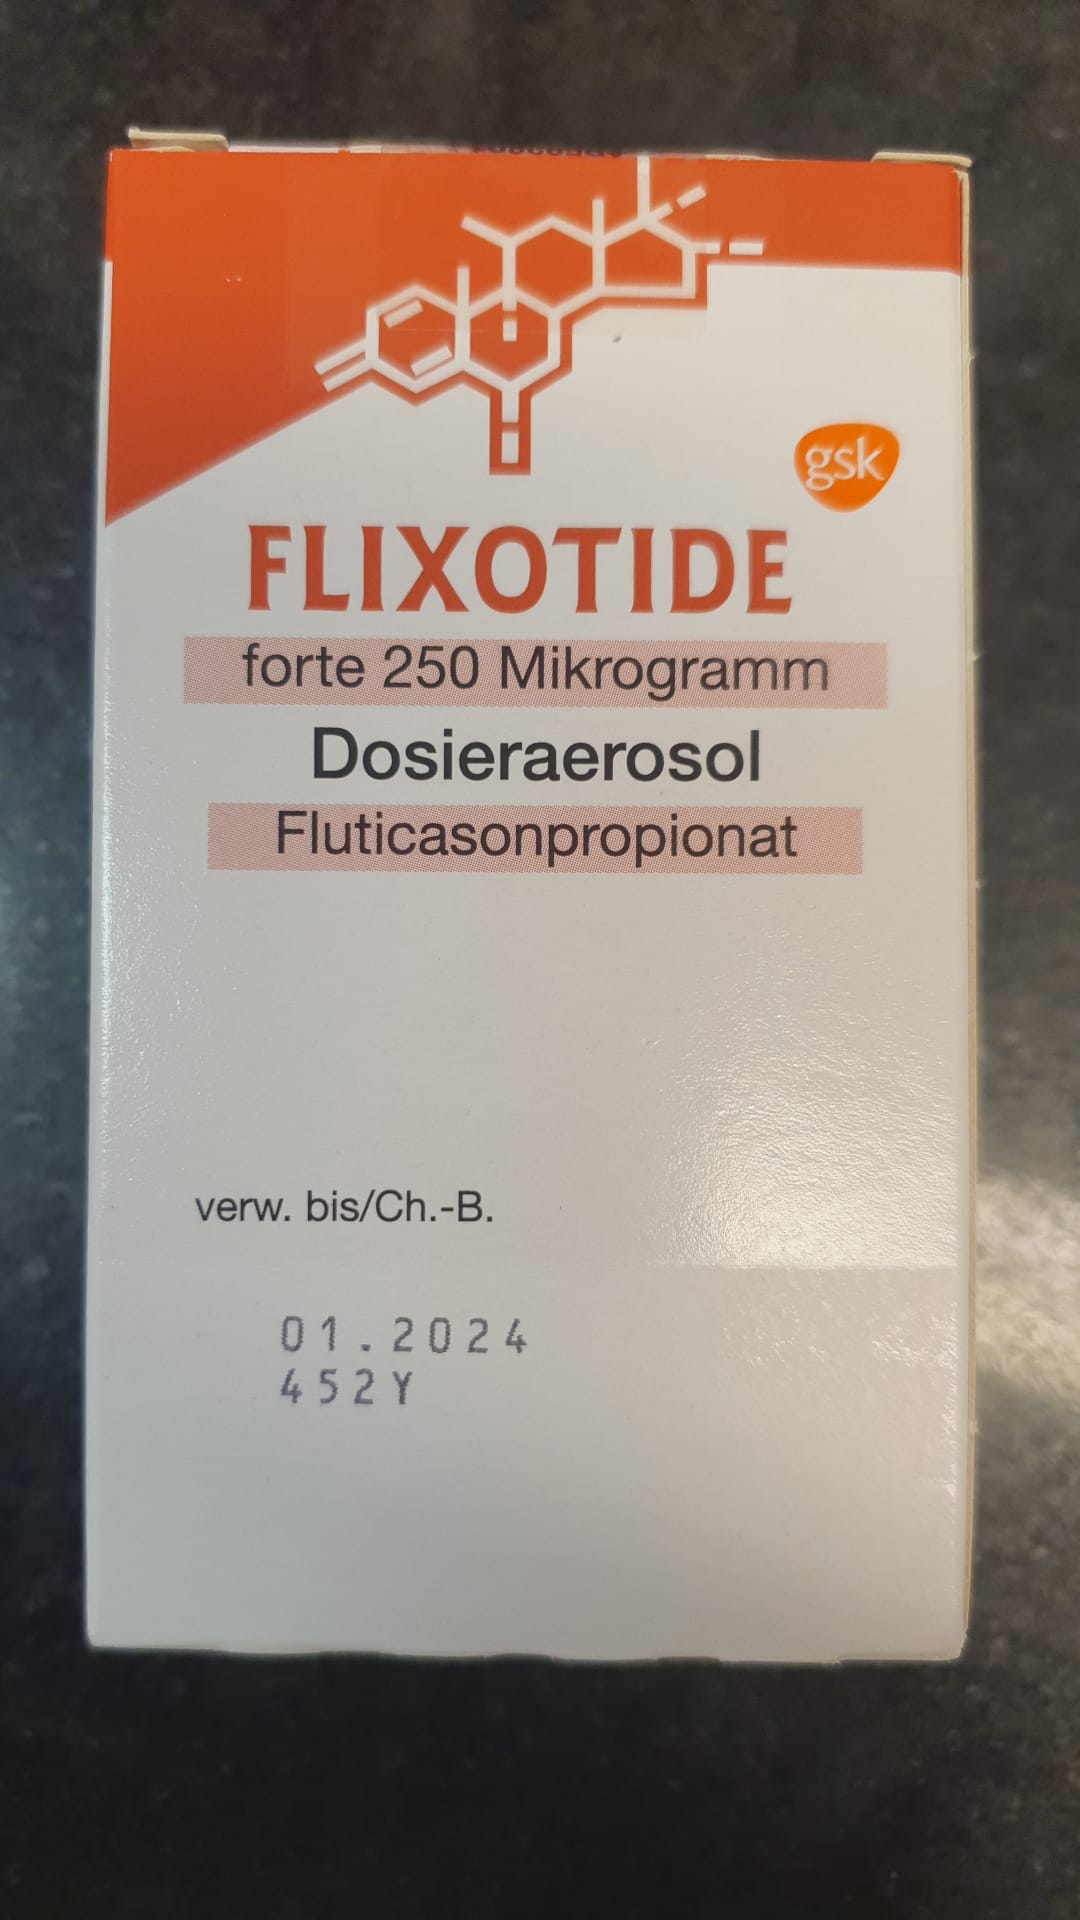 gsk
FLIXOTIDE
forte 250 Mikrogramm
Dosieraerosol
Fluticasonpropionat
verw. bis/Ch.-B.
01.2024
452Y